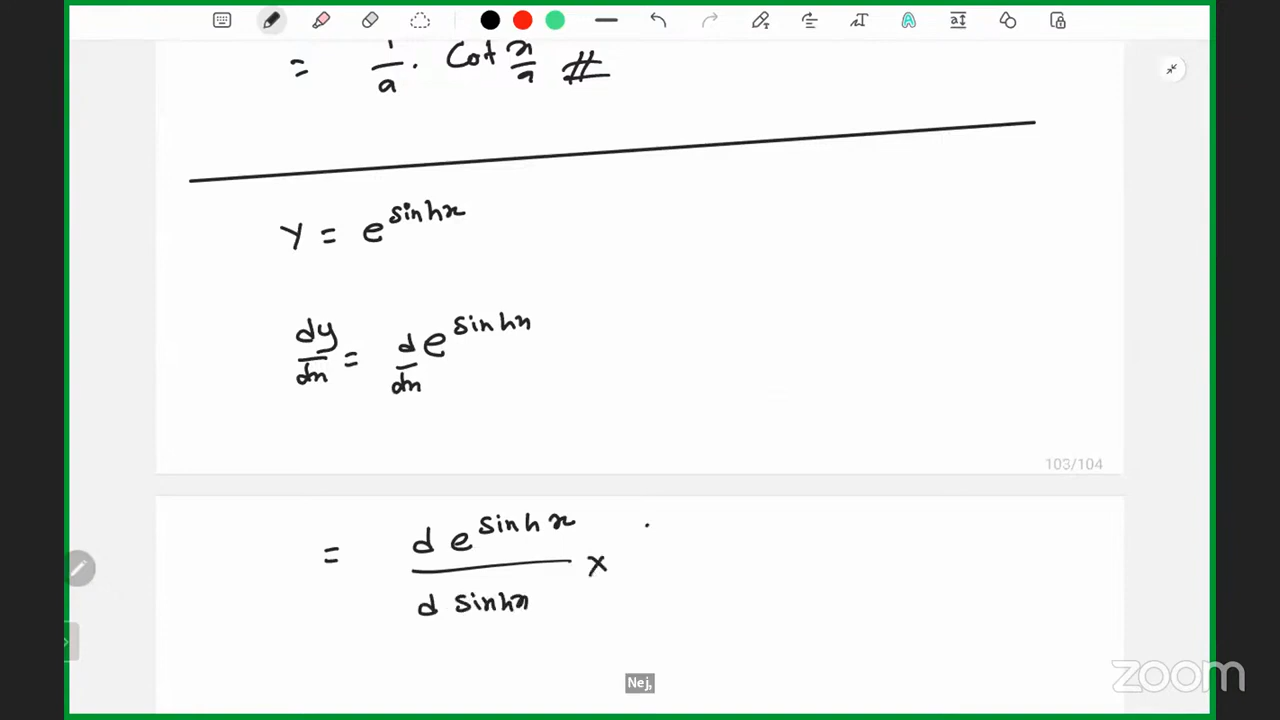 = 1/a · Cot x/a #
y = e^sinhx
dy/dx = d/dx e^sinhx
103/104
= d e^sinhx / d sinhx ×
Nej,
zoom